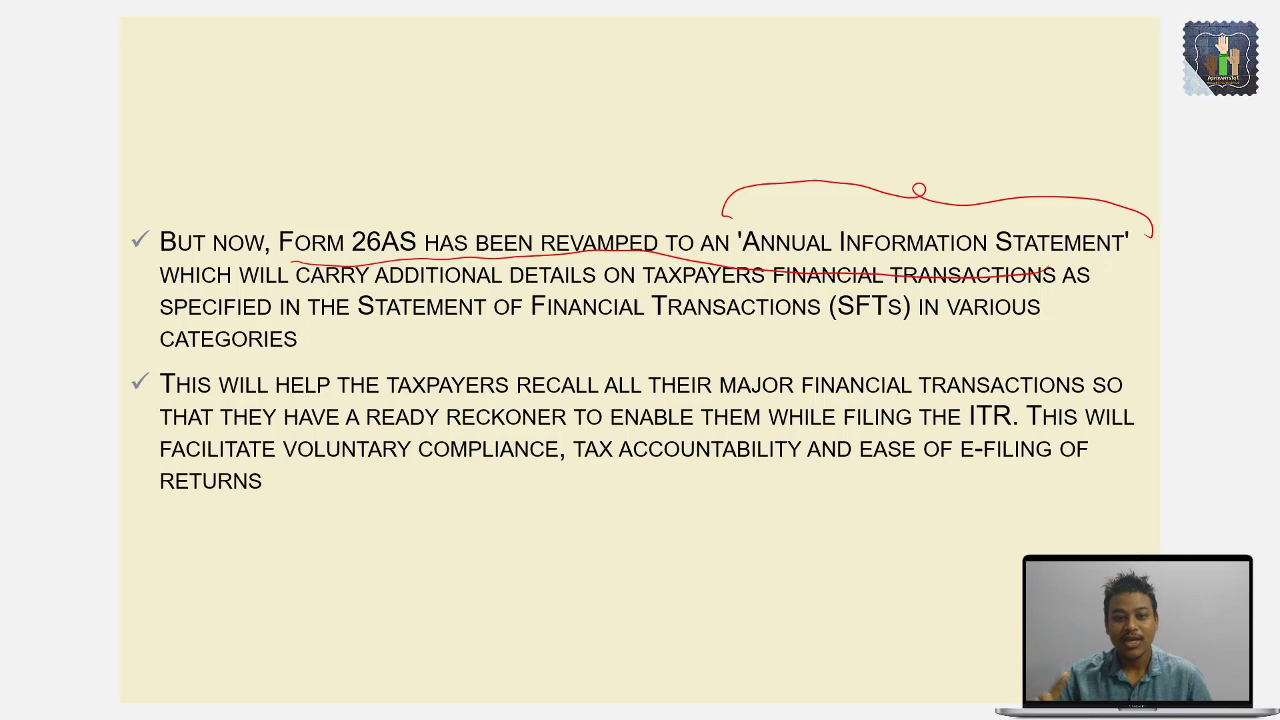 But now, Form 26AS has been revamped to an 'Annual Information Statement'
which will carry additional details on taxpayers financial transactions as
specified in the Statement of Financial Transactions (SFTs) in various
categories
This will help the taxpayers recall all their major financial transactions so
that they have a ready reckoner to enable them while filing the ITR. This will
facilitate voluntary compliance, tax accountability and ease of e-filing of
returns